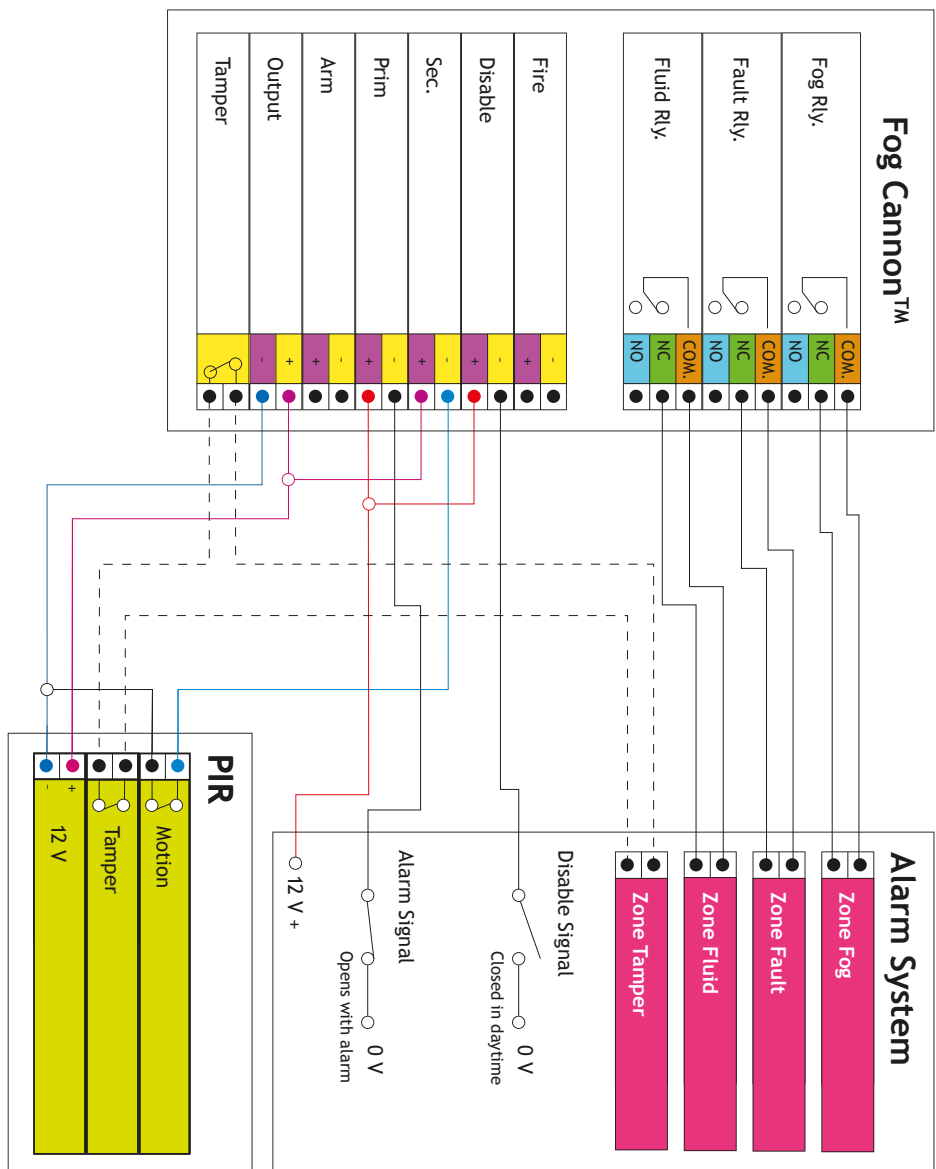 Fog Cannon™
Fog Rly.
COM.
NC
NO
Fault Rly.
COM.
NC
NO
Fluid Rly.
COM.
NC
NO
Fire
-
+
Disable
-
+
Sec.
-
+
Prim
-
+
Arm
-
+
Output
+
-
Tamper
Alarm System
Zone Fog
Zone Fault
Zone Fluid
Zone Tamper
Disable Signal
0 V
Closed in daytime
Alarm Signal
0 V
Opens with alarm
12 V +
PIR
Motion
Tamper
+
-
12 V